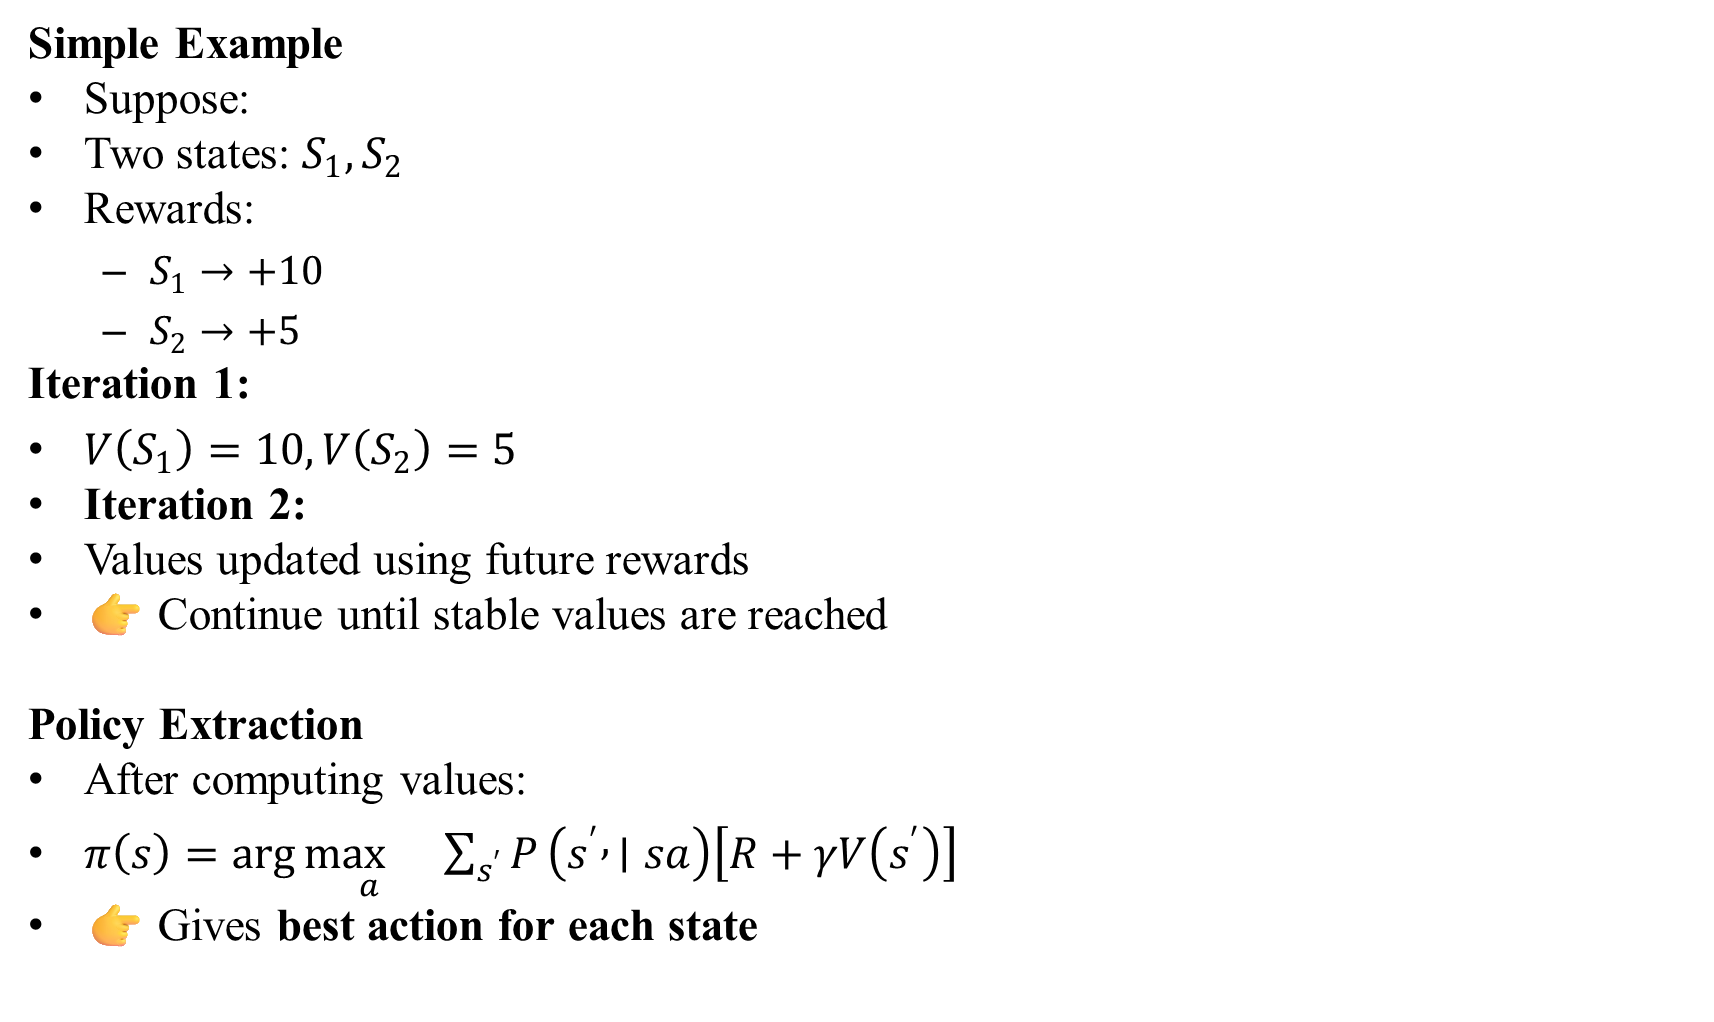 Simple Example
• Suppose:
• Two states: S₁, S₂
• Rewards:
– S₁ → +10
– S₂ → +5
Iteration 1:
• V(S₁) = 10, V(S₂) = 5
• Iteration 2:
• Values updated using future rewards
• 👉 Continue until stable values are reached
Policy Extraction
• After computing values:
• π(s) = arg max ∑ₛ′ P (s′,∣ sa)[R + γV(s′)]
a
• 👉 Gives best action for each state